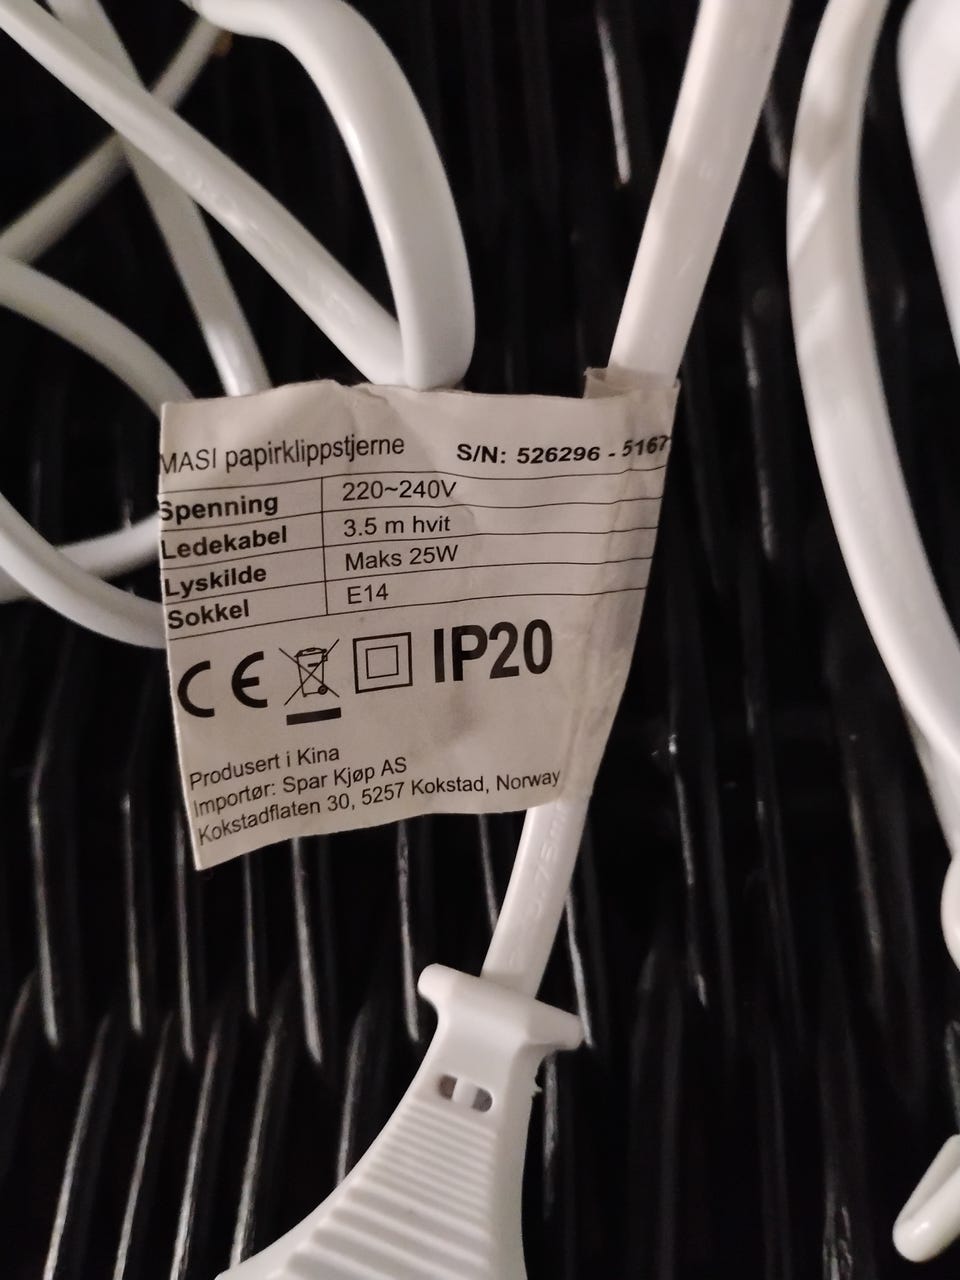 MASI papirklippstjerne S/N: 526296 - 5167
Spenning 220~240V
Ledekabel 3.5 m hvit
Lyskilde Maks 25W
Sokkel E14
CE IP20
Produsert i Kina
Importør: Spar Kjøp AS
Kokstadflaten 30, 5257 Kokstad, Norway